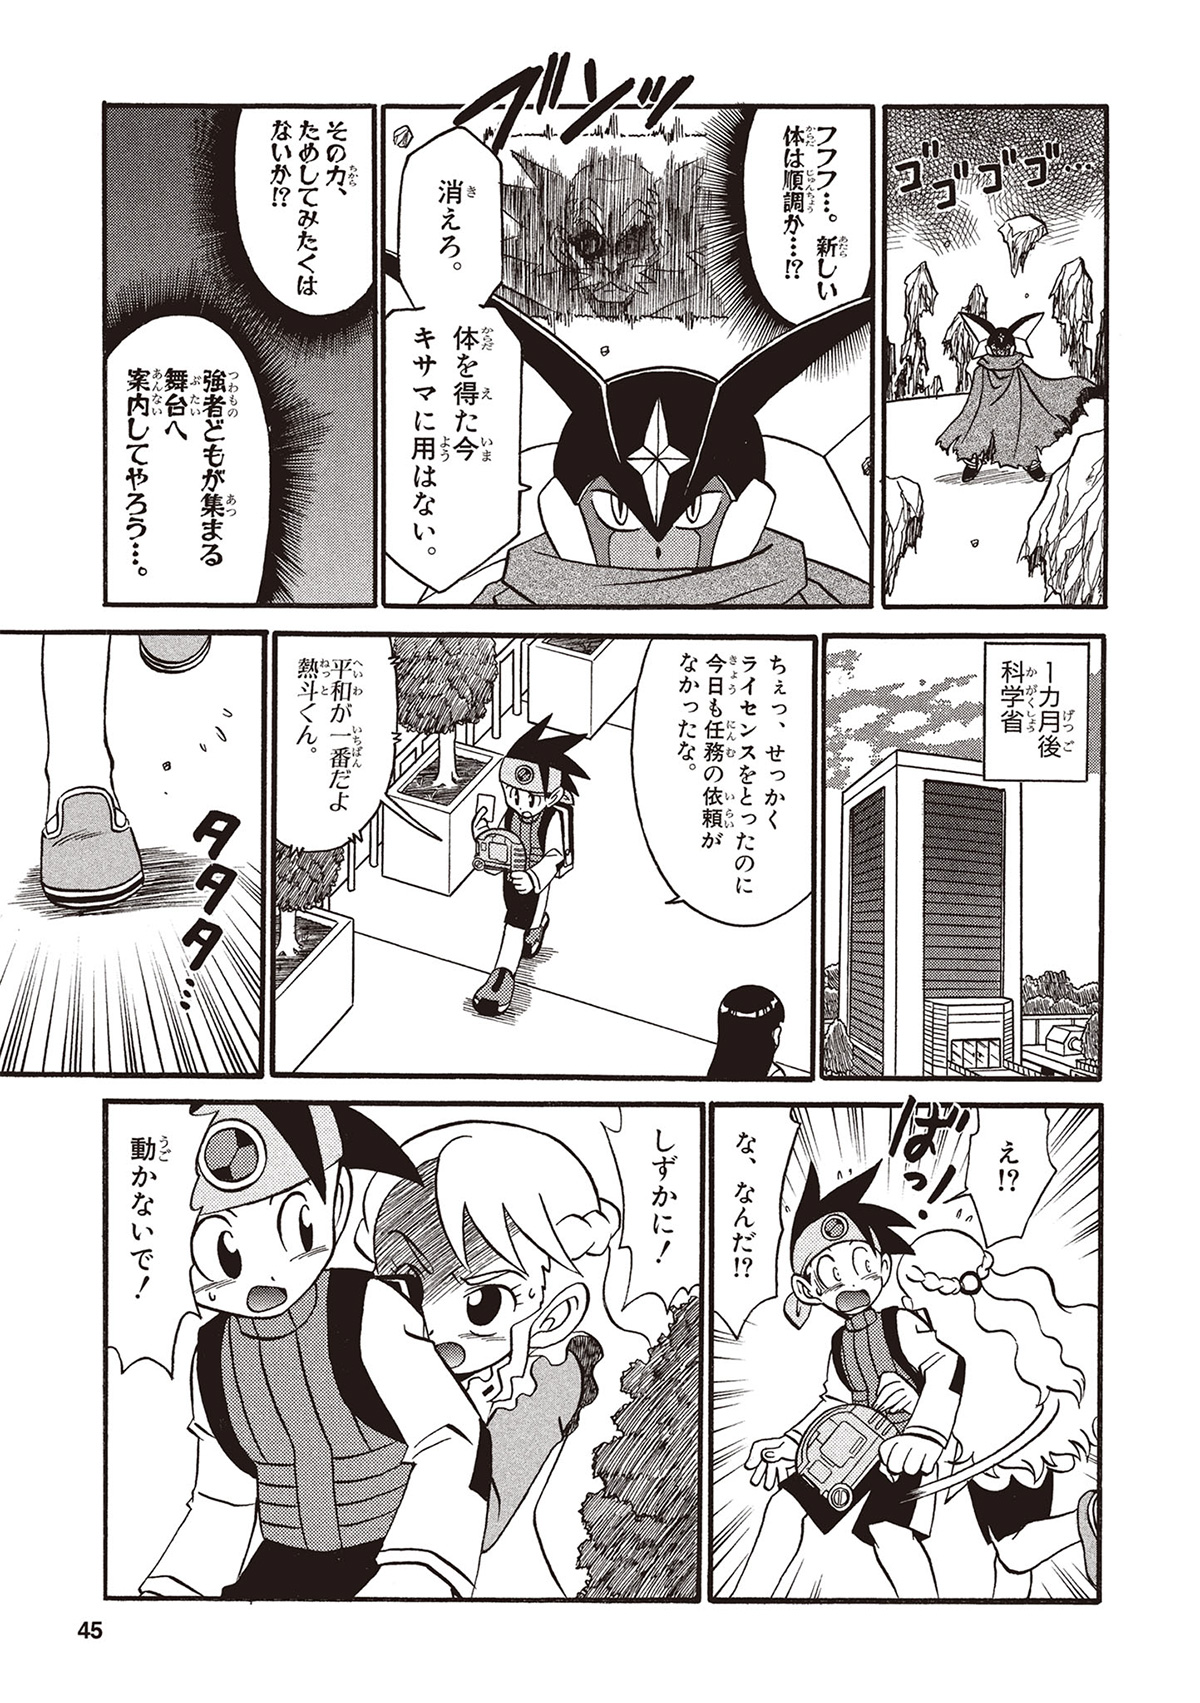 ゴゴゴゴ…
ブンッ
フフフ…。新しい
体は順調か…!?
消えろ。
体を得た今
キサマに用はない。
その力、
ためしてみたくは
ないか!?
強者どもが集まる
舞台へ
案内してやろう…。
1カ月後
科学省
ちぇっ、せっかく
ライセンスをとったのに
今日も任務の依頼が
なかったな。
平和が一番だよ
熱斗くん。
タタタ…
え!?
ばっ!
な、なんだ!?
しずかに!
動かないで!
45